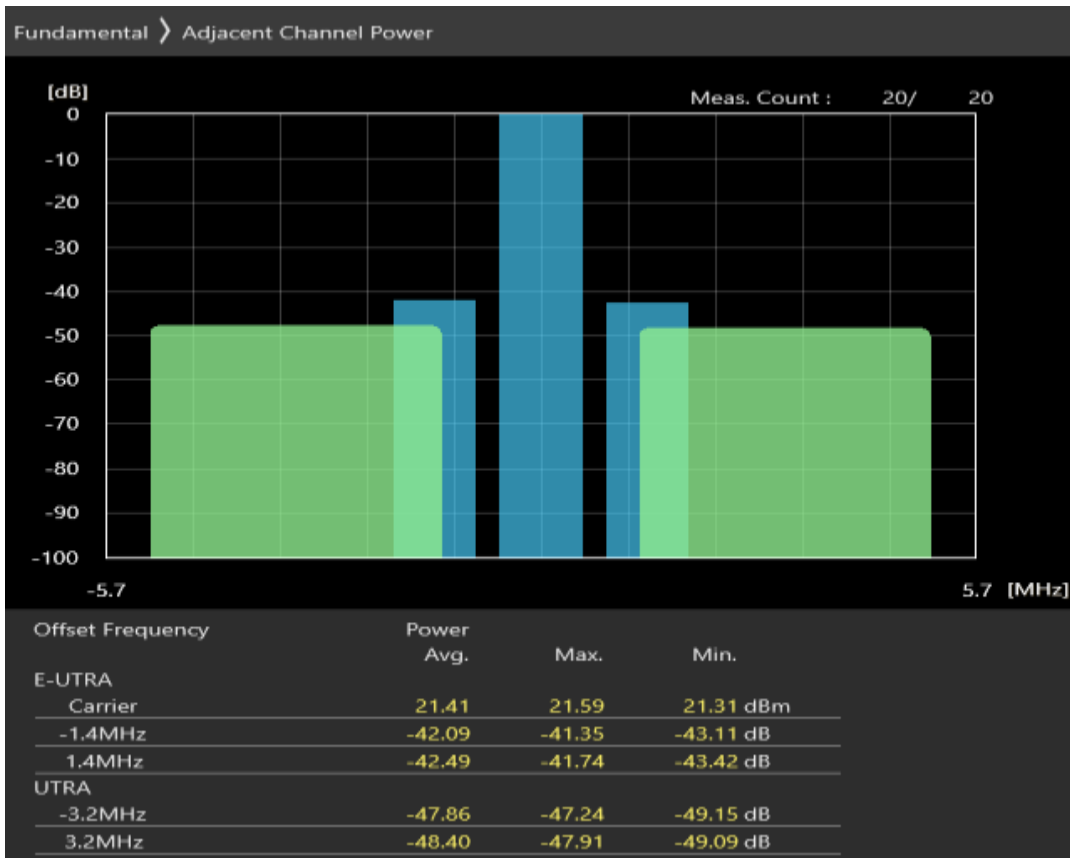 Fundamental 〉 Adjacent Channel Power
[dB]
Meas. Count : 20/ 20
0
-10
-20
-30
-40
-50
-60
-70
-80
-90
-100
-5.7 5.7 [MHz]
Offset Frequency Power
Avg. Max. Min.
E-UTRA
Carrier 21.41 21.59 21.31 dBm
-1.4MHz -42.09 -41.35 -43.11 dB
1.4MHz -42.49 -41.74 -43.42 dB
UTRA
-3.2MHz -47.86 -47.24 -49.15 dB
3.2MHz -48.40 -47.91 -49.09 dB